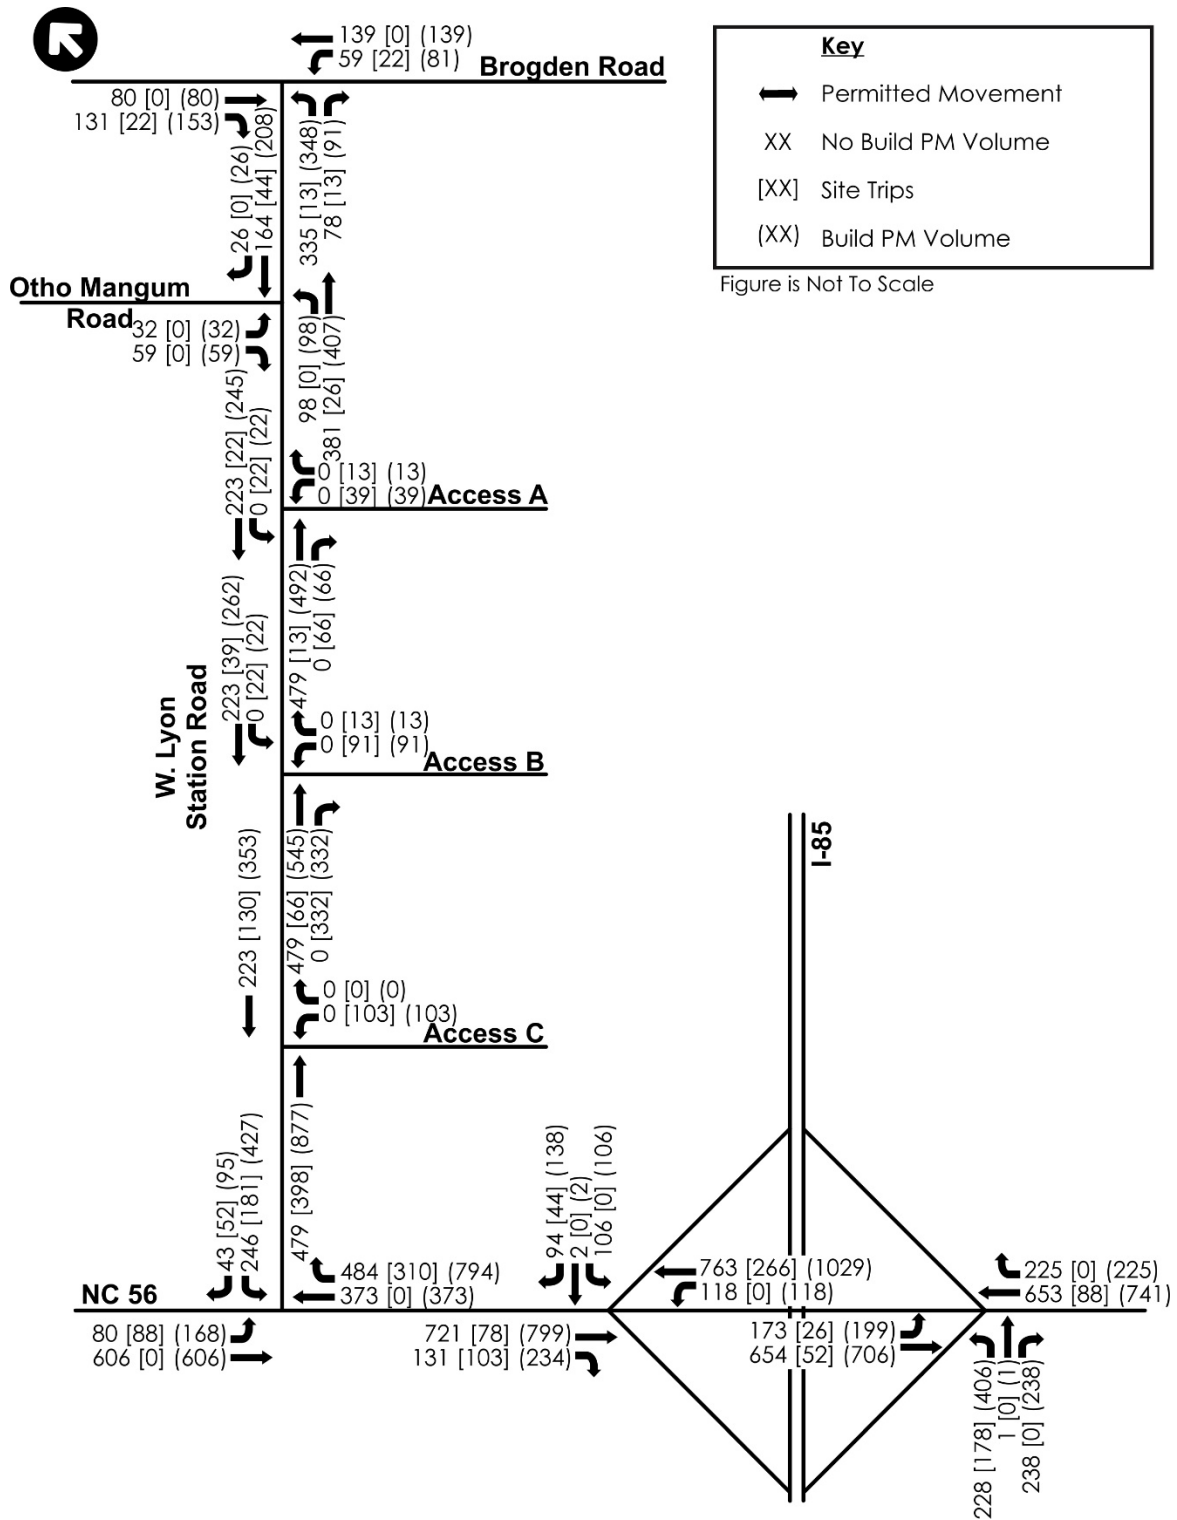 139 [0] (139)
59 [22] (81)
Brogden Road
80 [0] (80)
131 [22] (153)
26 [0] (26)
164 [44] (208)
335 [13] (348)
78 [13] (91)
Key
Permitted Movement
XX No Build PM Volume
[XX] Site Trips
(XX) Build PM Volume
Figure is Not To Scale
Otho Mangum
Road
32 [0] (32)
59 [0] (59)
98 [0] (98)
381 [26] (407)
223 [22] (245)
0 [22] (22)
0 [13] (13)
0 [39] (39)
Access A
479 [13] (492)
0 [66] (66)
223 [39] (262)
0 [22] (22)
W. Lyon
Station Road
0 [13] (13)
0 [91] (91)
Access B
479 [66] (545)
0 [332] (332)
223 [130] (353)
0 [0] (0)
0 [103] (103)
Access C
I-85
479 [398] (877)
43 [52] (95)
246 [181] (427)
484 [310] (794)
373 [0] (373)
NC 56
80 [88] (168)
606 [0] (606)
94 [44] (138)
2 [0] (2)
106 [0] (106)
721 [78] (799)
131 [103] (234)
763 [266] (1029)
118 [0] (118)
173 [26] (199)
654 [52] (706)
225 [0] (225)
653 [88] (741)
228 [178] (406)
1 [0] (1)
238 [0] (238)